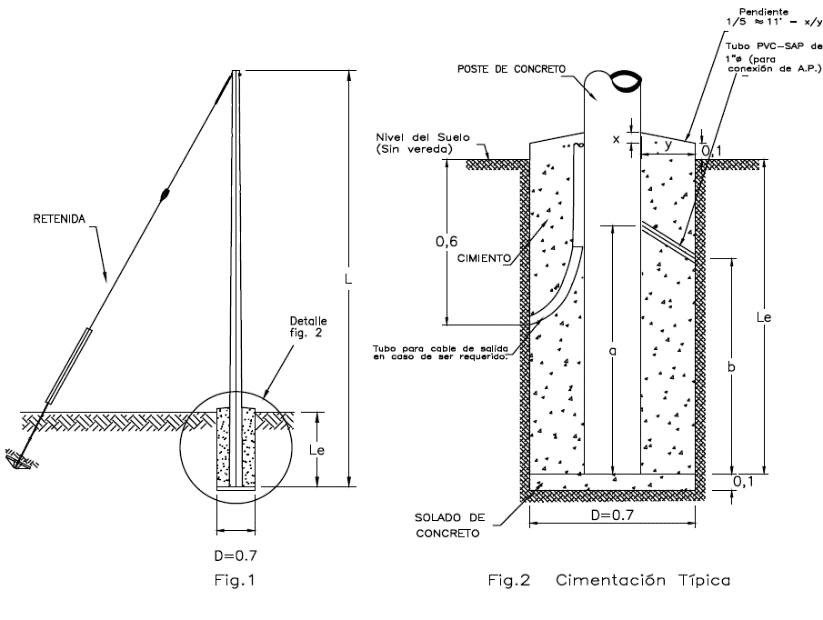 Pendiente
1/5 ≈ 11° - x/y
Tubo PVC-SAP de
1"ø (para
conexión de A.P.)
POSTE DE CONCRETO
Nivel del Suelo
(Sin vereda)
x
y
0,1
RETENIDA
L
0,6
CIMIENTO
Detalle
fig. 2
Le
Tubo para cable de salida
en caso de ser requerido.
a
b
Le
0,1
SOLADO DE
CONCRETO
D=0.7
D=0.7
Fig.1
Fig.2 Cimentación Típica